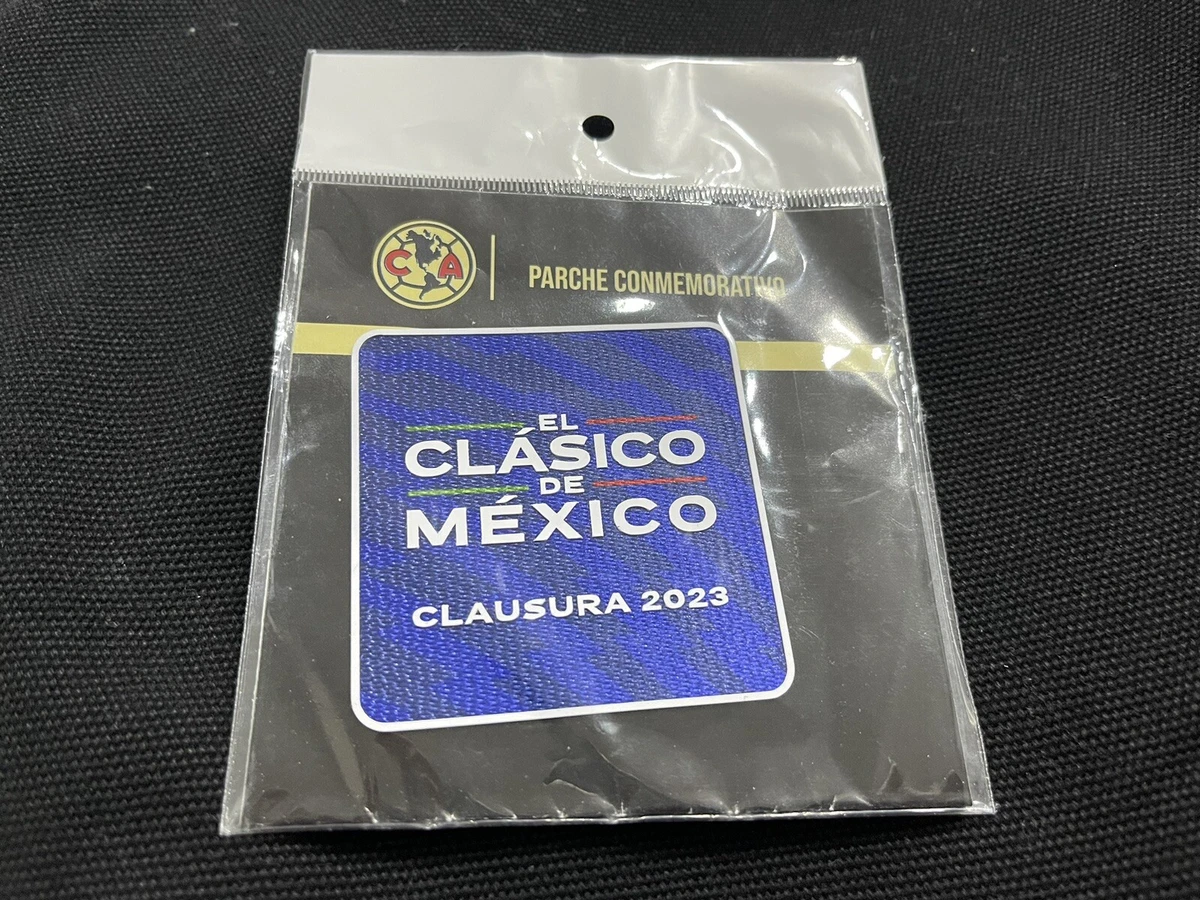 CA
PARCHE CONMEMORATIVO
EL
CLÁSICO
DE
MÉXICO
CLAUSURA 2023